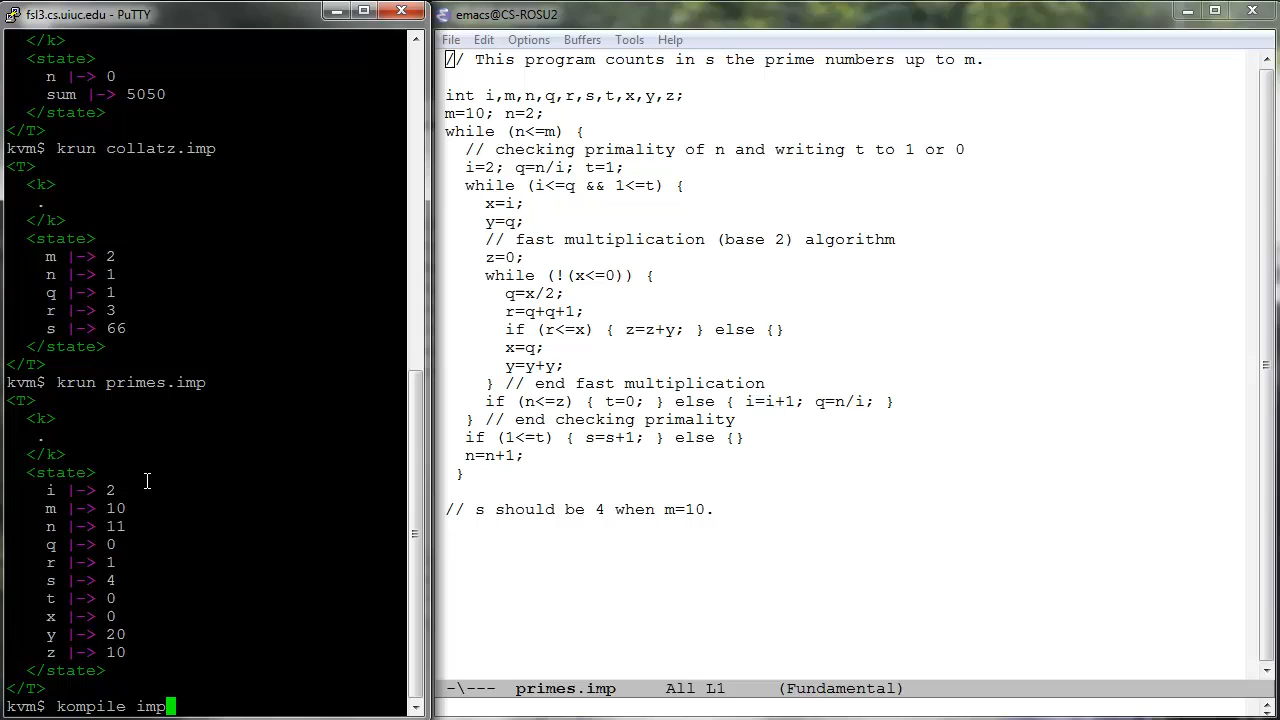 fsl3.cs.uiuc.edu - PuTTY
</k>
<state>
n |-> 0
sum |-> 5050
</state>
</T>
kvm$ krun collatz.imp
<T>
<k>
.
</k>
<state>
m |-> 2
n |-> 1
q |-> 1
r |-> 3
s |-> 66
</state>
</T>
kvm$ krun primes.imp
<T>
<k>
.
</k>
<state>
i |-> 2
m |-> 10
n |-> 11
q |-> 0
r |-> 1
s |-> 4
t |-> 0
x |-> 0
y |-> 20
z |-> 10
</state>
</T>
kvm$ kompile imp
emacs@CS-ROSU2
File Edit Options Buffers Tools Help
// This program counts in s the prime numbers up to m.
int i,m,n,q,r,s,t,x,y,z;
m=10; n=2;
while (n<=m) {
// checking primality of n and writing t to 1 or 0
i=2; q=n/i; t=1;
while (i<=q && 1<=t) {
x=i;
y=q;
// fast multiplication (base 2) algorithm
z=0;
while (!(x<=0)) {
q=x/2;
r=q+q+1;
if (r<=x) { z=z+y; } else {}
x=q;
y=y+y;
} // end fast multiplication
if (n<=z) { t=0; } else { i=i+1; q=n/i; }
} // end checking primality
if (1<=t) { s=s+1; } else {}
n=n+1;
}
// s should be 4 when m=10.
-\--- primes.imp All L1 (Fundamental)